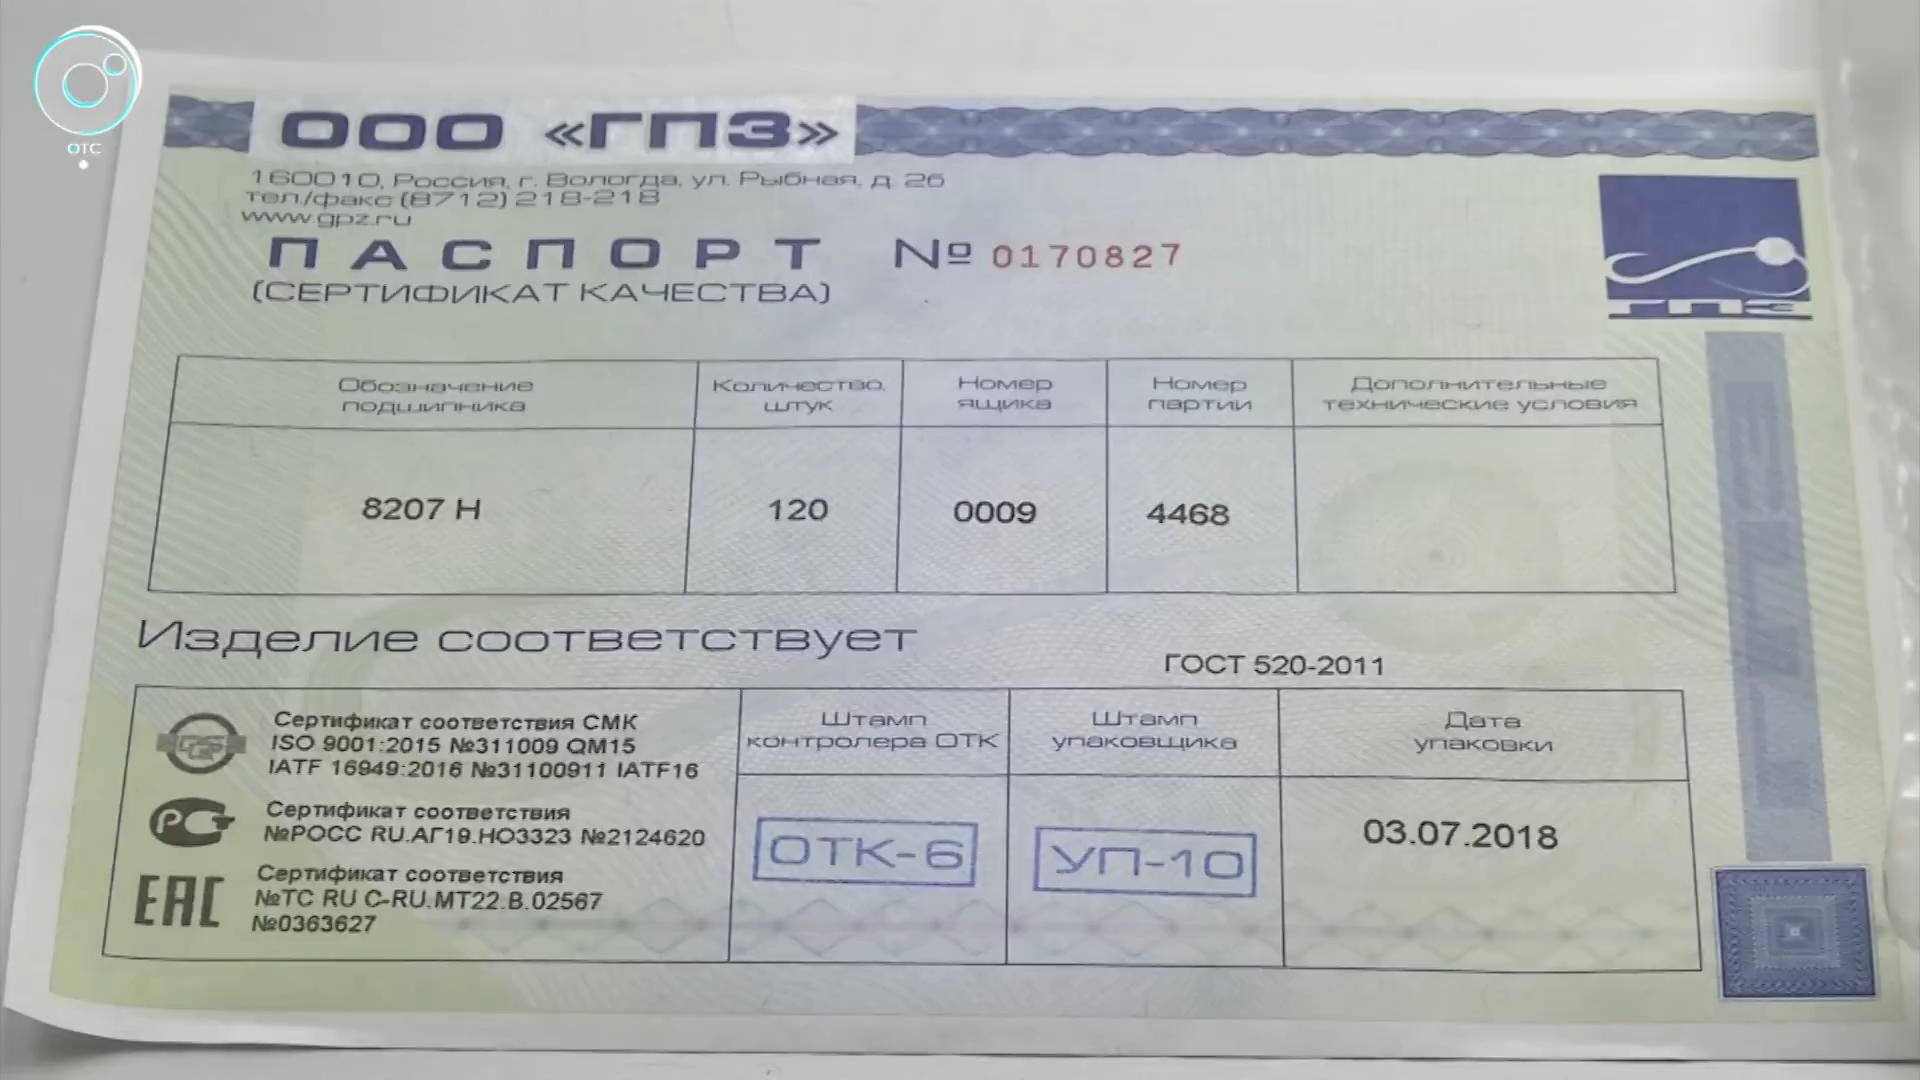 ОТС
ООО «ГПЗ»
160010, Россия, г. Вологда, ул. Рыбная, д. 26
тел./факс (8712) 218-218
www.gpz.ru
ПАСПОРТ № 0170827
(СЕРТИФИКАТ КАЧЕСТВА)
ГПЗ
Обозначение подшипника
Количество, штук
Номер ящика
Номер партии
Дополнительные технические условия
8207 Н 120 0009 4468
Изделие соответствует
ГОСТ 520-2011
Сертификат соответствия СМК
ISO 9001:2015 №311009 QM15
IATF 16949:2016 №31100911 IATF16
Сертификат соответствия
№РОСС RU.АГ19.НО3323 №2124620
ЕАС
Сертификат соответствия
№ТС RU C-RU.МТ22.В.02567
№0363627
Штамп
контролера ОТК
ОТК-6
Штамп
упаковщика
УП-10
Дата
упаковки
03.07.2018